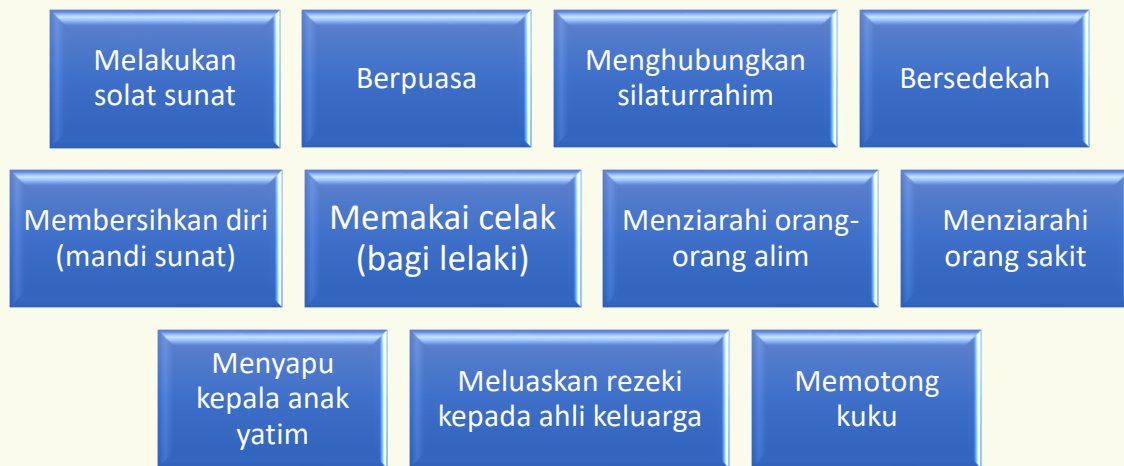 Melakukan
solat sunat
Berpuasa
Menghubungkan
silaturrahim
Bersedekah
Membersihkan diri
(mandi sunat)
Memakai celak
(bagi lelaki)
Menziarahi orang-
orang alim
Menziarahi
orang sakit
Menyapu
kepala anak
yatim
Meluaskan rezeki
kepada ahli keluarga
Memotong
kuku